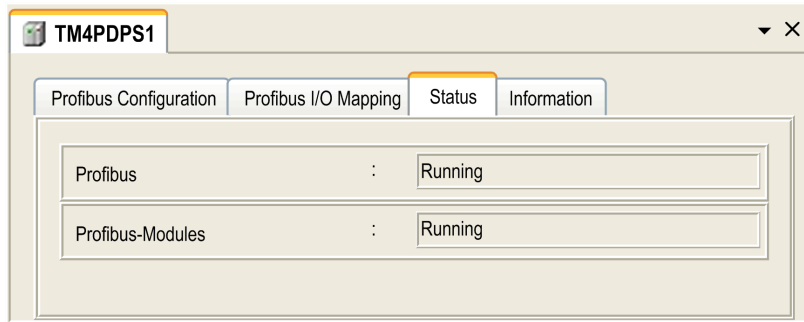 TM4PDPS1
Profibus Configuration Profibus I/O Mapping Status Information
Profibus : Running
Profibus-Modules : Running